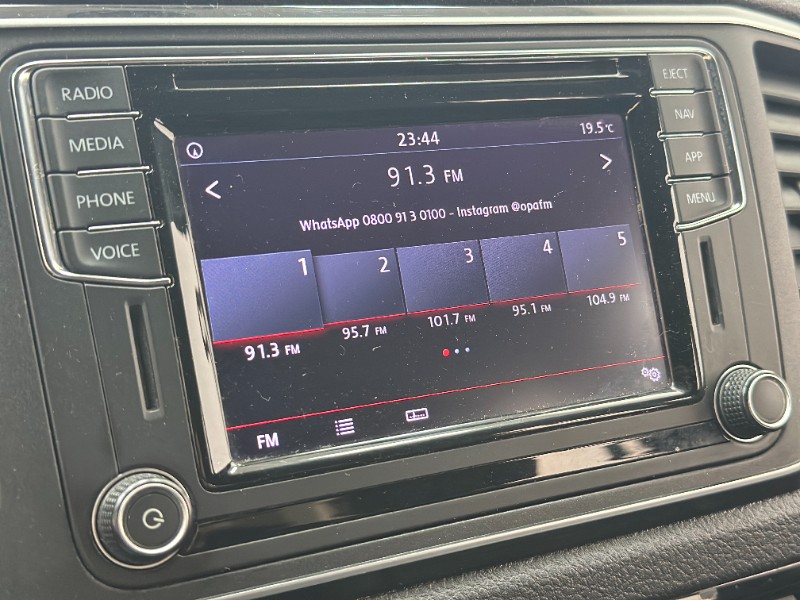 RADIO
MEDIA
PHONE
VOICE
EJECT
NAV
APP
MENU
23:44
19.5°C
91.3 FM
WhatsApp 0800 91 3 0100 - Instagram @opafm
1 2 3 4 5
91.3 FM 95.7 FM 101.7 FM 95.1 FM 104.9 FM
FM